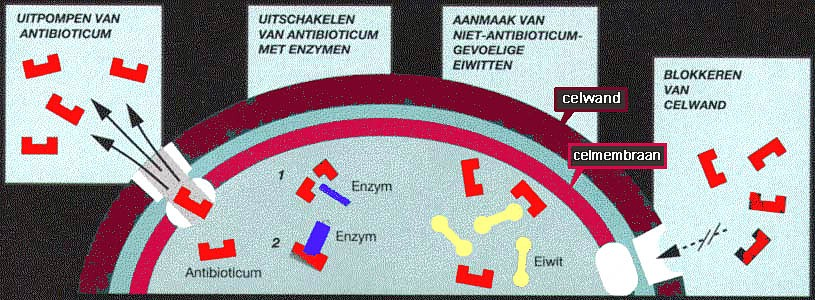 UITPOMPEN VAN
ANTIBIOTICUM
UITSCHAKELEN
VAN ANTIBIOTICUM
MET ENZYMEN
AANMAAK VAN
NIET-ANTIBIOTICUM-
GEVOELIGE
EIWITTEN
BLOKKEREN
VAN
CELWAND
celwand
celmembraan
1
Enzym
2
Enzym
Antibioticum
Eiwit